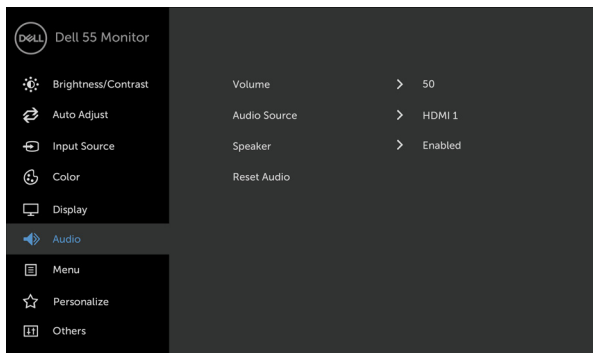 DELL Dell 55 Monitor
Brightness/Contrast Volume 50
Auto Adjust Audio Source HDMI 1
Input Source Speaker Enabled
Color Reset Audio
Display
Audio
Menu
Personalize
Others